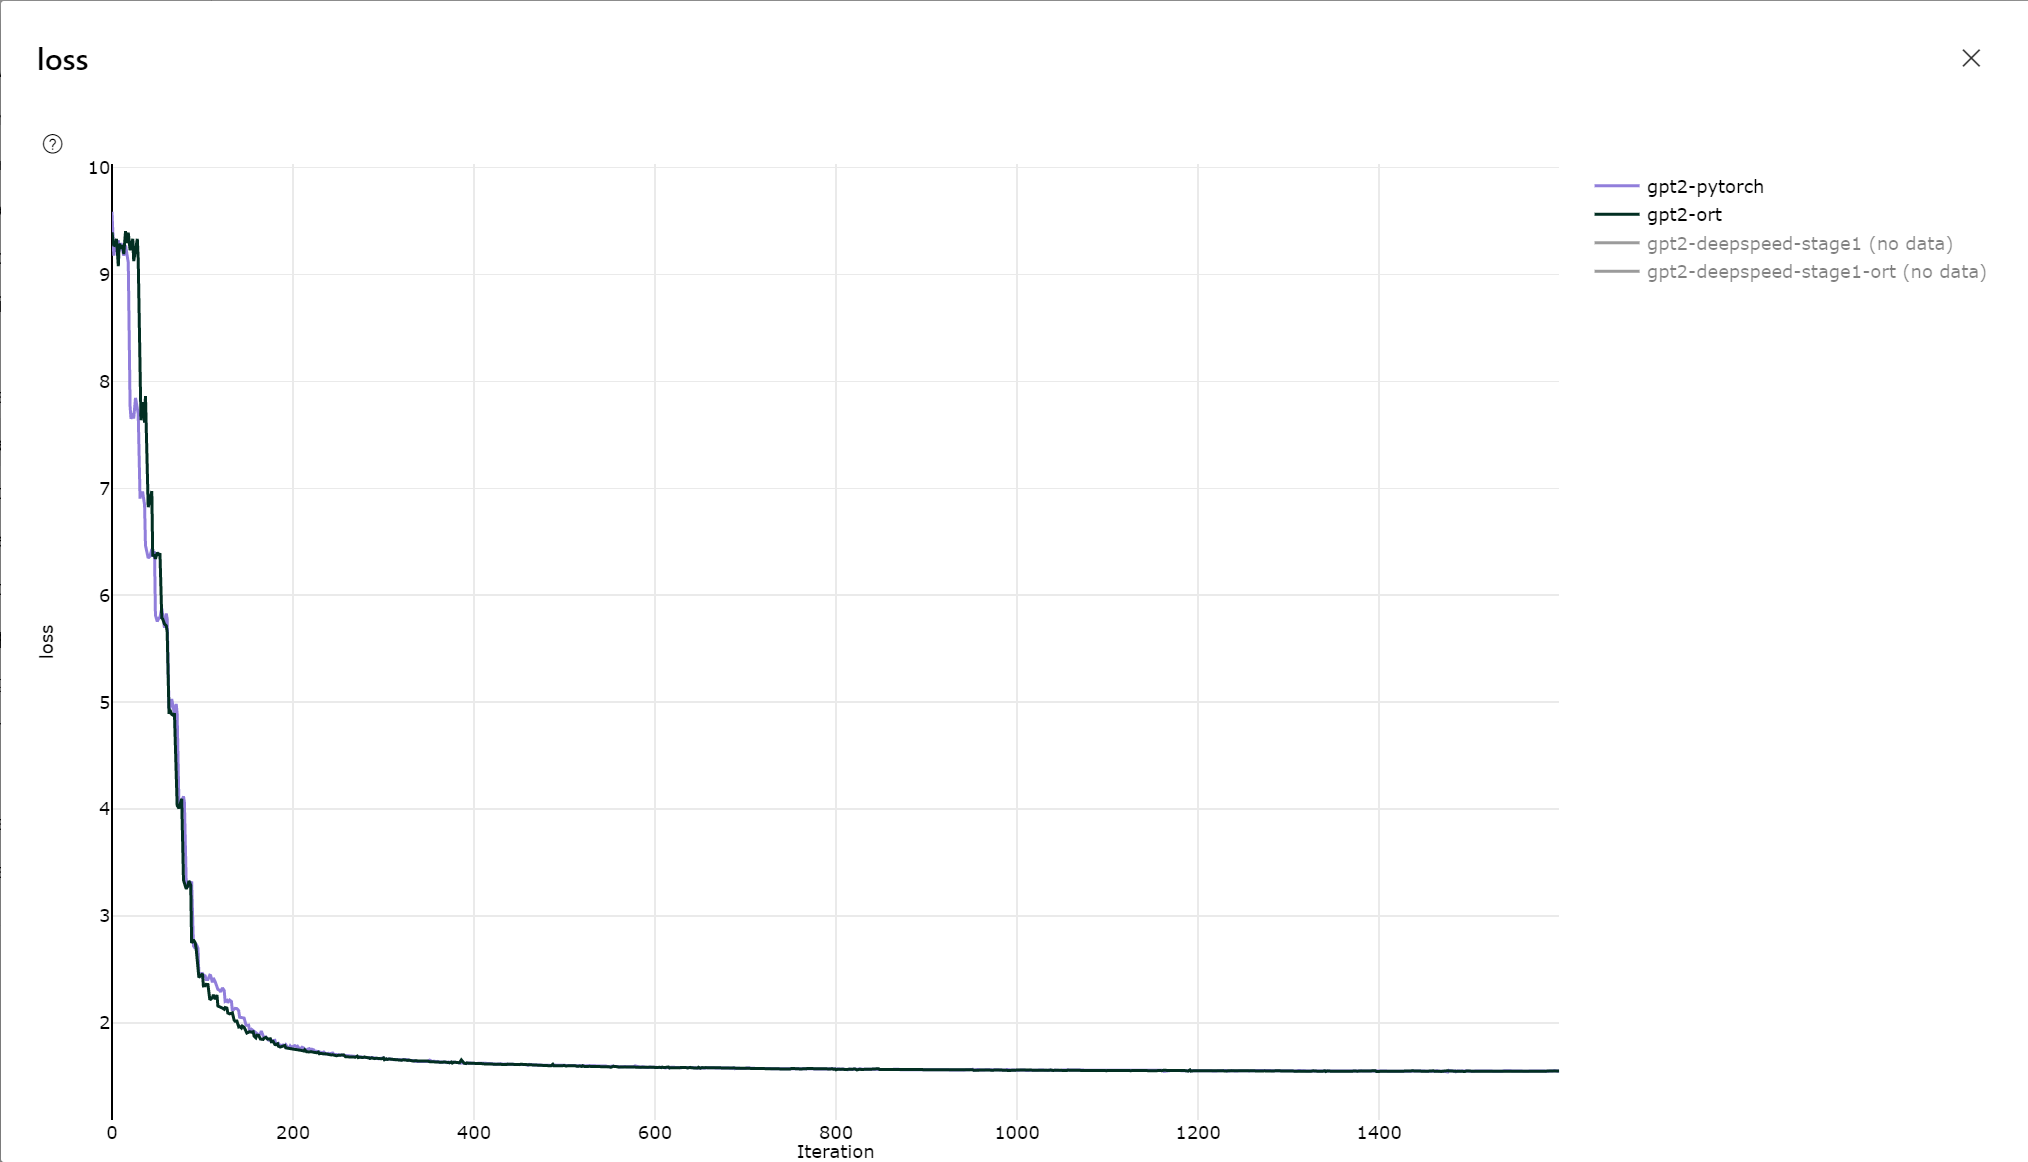 loss
?
10
9
8
7
6
5
4
3
2
loss
0 200 400 600 800 1000 1200 1400
Iteration
gpt2-pytorch
gpt2-ort
gpt2-deepspeed-stage1 (no data)
gpt2-deepspeed-stage1-ort (no data)